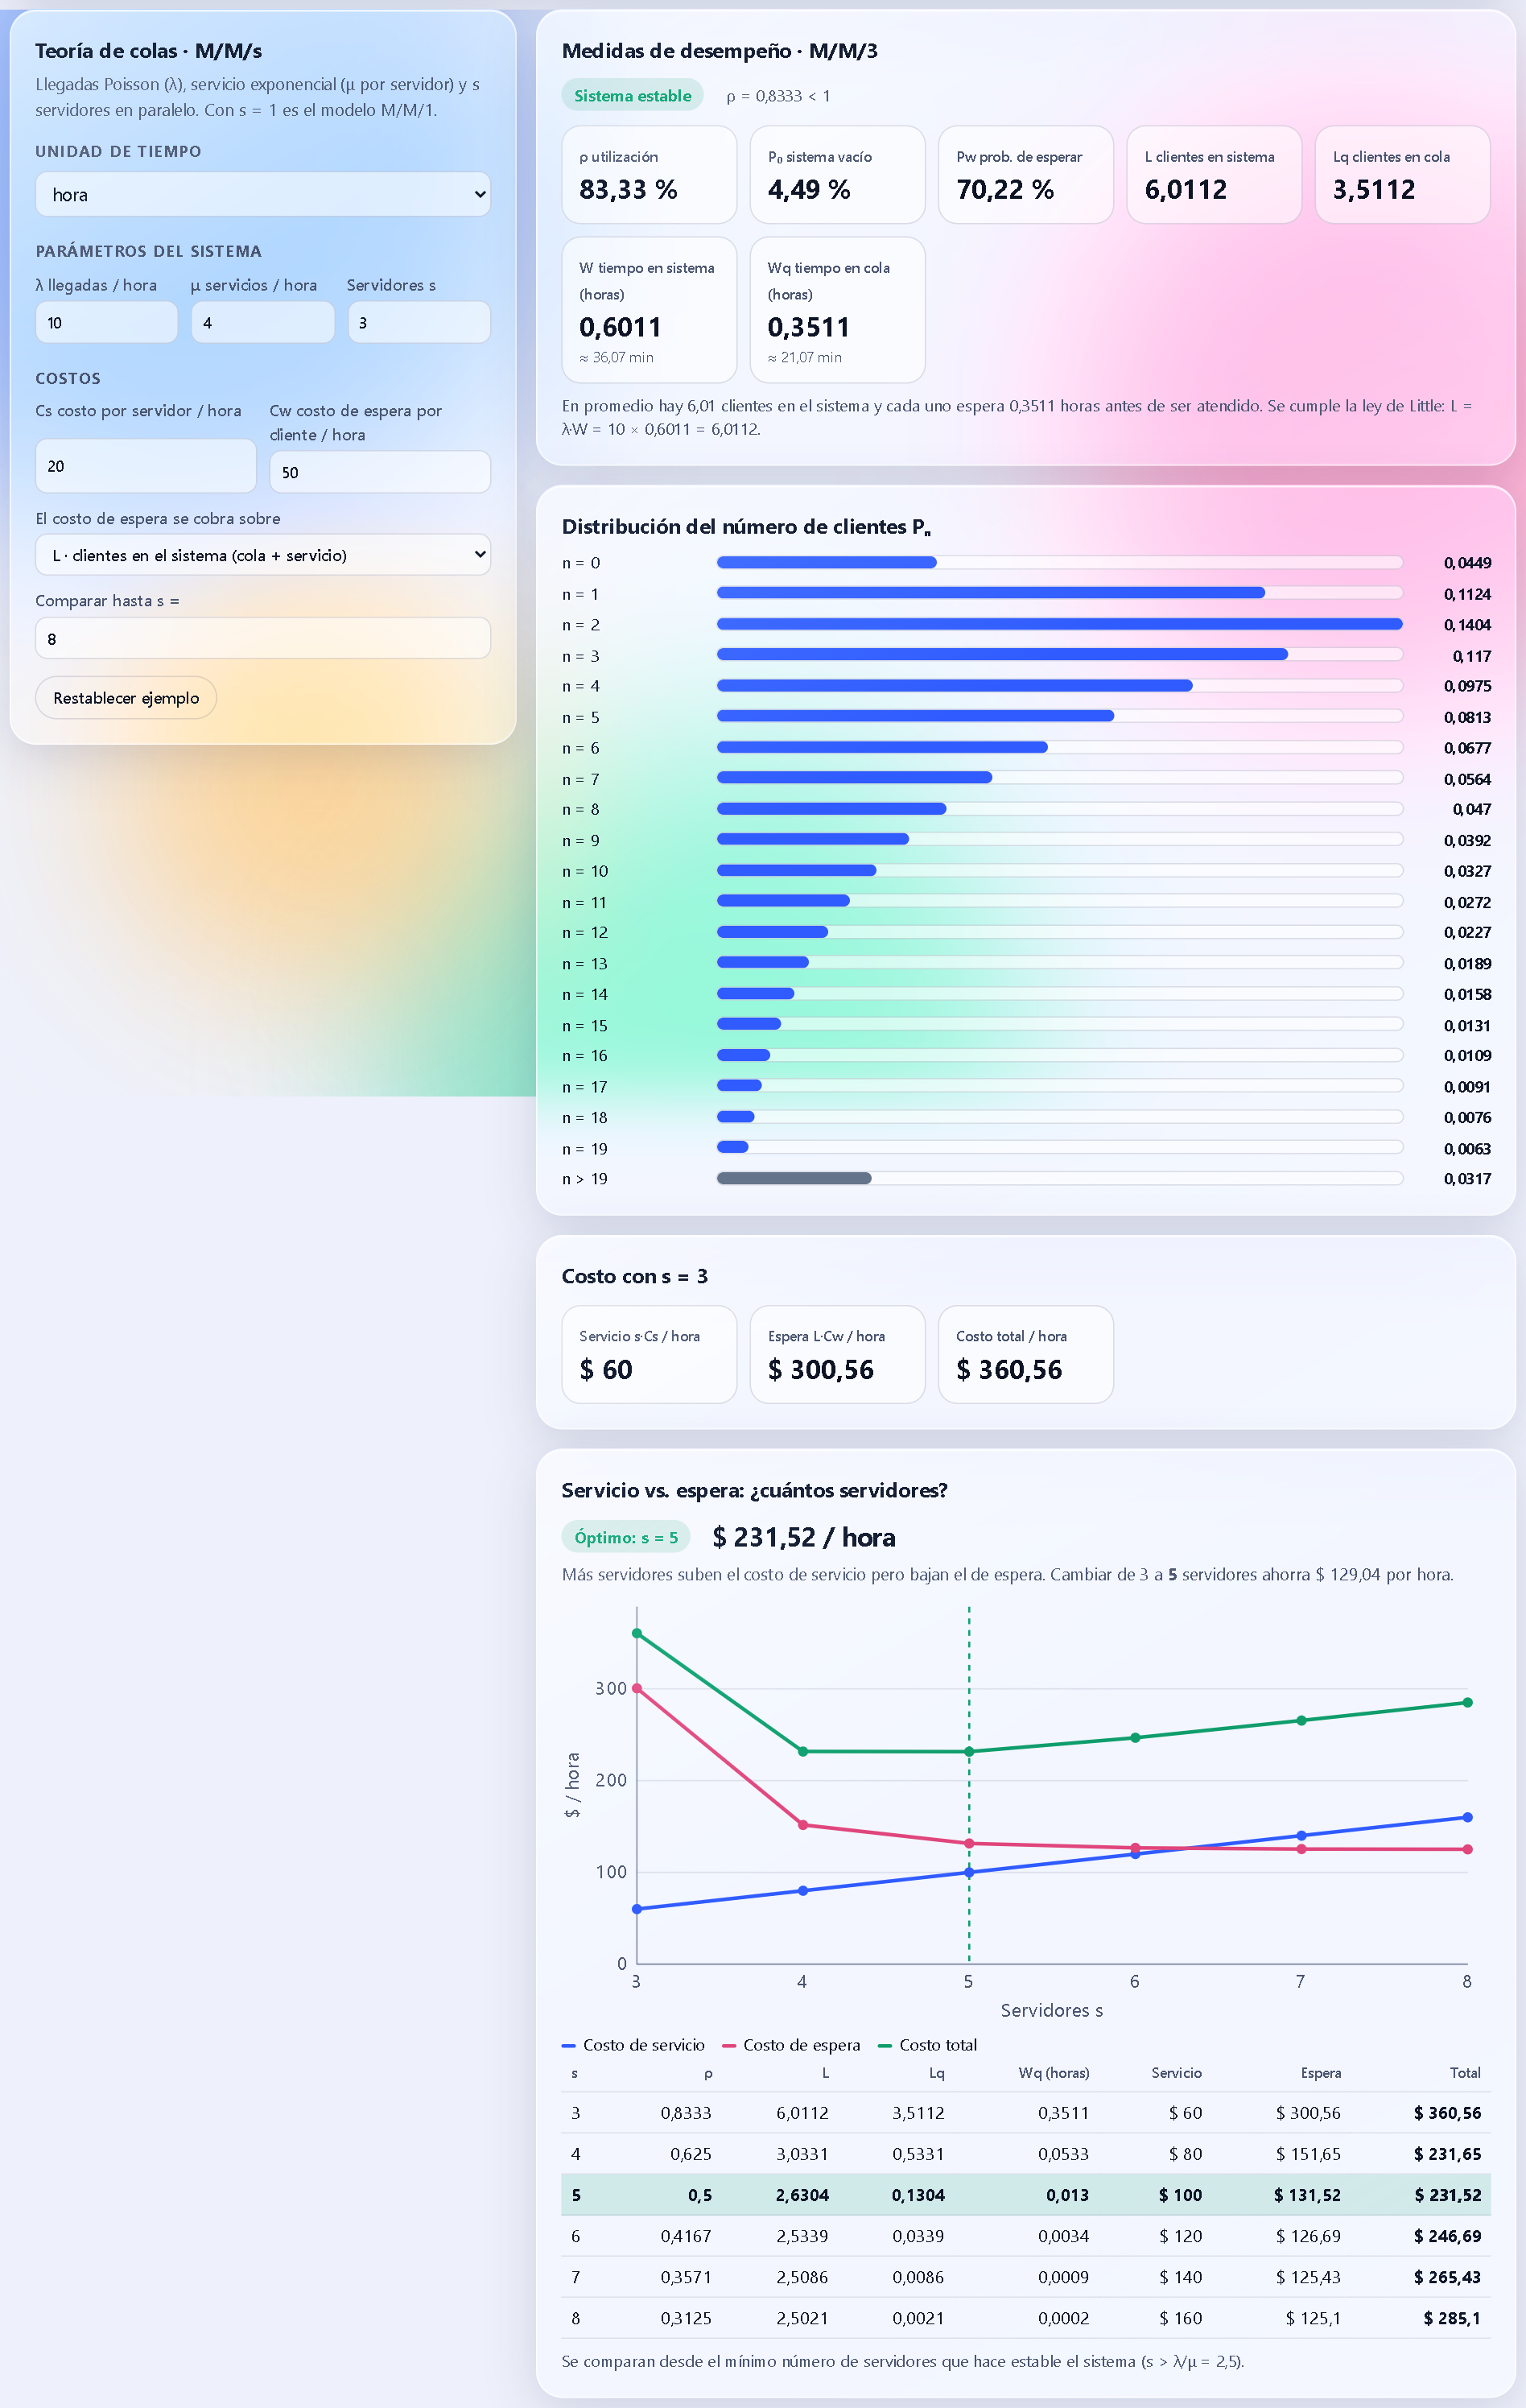 Teoría de colas · M/M/s
Llegadas Poisson (λ), servicio exponencial (µ por servidor) y s
servidores en paralelo. Con s = 1 es el modelo M/M/1.
UNIDAD DE TIEMPO
hora
PARÁMETROS DEL SISTEMA
λ llegadas / hora µ servicios / hora Servidores s
10 4 3
COSTOS
Cs costo por servidor / hora Cw costo de espera por
cliente / hora
20 50
El costo de espera se cobra sobre
L · clientes en el sistema (cola + servicio)
Comparar hasta s =
8
Restablecer ejemplo
Medidas de desempeño · M/M/3
Sistema estable ρ = 0,8333 < 1
ρ utilización P₀ sistema vacío Pw prob. de esperar L clientes en sistema Lq clientes en cola
83,33 % 4,49 % 70,22 % 6,0112 3,5112
W tiempo en sistema Wq tiempo en cola
(horas) (horas)
0,6011 0,3511
≈ 36,07 min ≈ 21,07 min
En promedio hay 6,01 clientes en el sistema y cada uno espera 0,3511 horas antes de ser atendido. Se cumple la ley de Little: L =
λ·W = 10 × 0,6011 = 6,0112.
Distribución del número de clientes Pₙ
n = 0 0,0449
n = 1 0,1124
n = 2 0,1404
n = 3 0,117
n = 4 0,0975
n = 5 0,0813
n = 6 0,0677
n = 7 0,0564
n = 8 0,047
n = 9 0,0392
n = 10 0,0327
n = 11 0,0272
n = 12 0,0227
n = 13 0,0189
n = 14 0,0158
n = 15 0,0131
n = 16 0,0109
n = 17 0,0091
n = 18 0,0076
n = 19 0,0063
n > 19 0,0317
Costo con s = 3
Servicio s·Cs / hora Espera L·Cw / hora Costo total / hora
$ 60 $ 300,56 $ 360,56
Servicio vs. espera: ¿cuántos servidores?
Óptimo: s = 5 $ 231,52 / hora
Más servidores suben el costo de servicio pero bajan el de espera. Cambiar de 3 a 5 servidores ahorra $ 129,04 por hora.
300
200
100
0
$ / hora
3 4 5 6 7 8
Servidores s
Costo de servicio Costo de espera Costo total
s ρ L Lq Wq (horas) Servicio Espera Total
3 0,8333 6,0112 3,5112 0,3511 $ 60 $ 300,56 $ 360,56
4 0,625 3,0331 0,5331 0,0533 $ 80 $ 151,65 $ 231,65
5 0,5 2,6304 0,1304 0,013 $ 100 $ 131,52 $ 231,52
6 0,4167 2,5339 0,0339 0,0034 $ 120 $ 126,69 $ 246,69
7 0,3571 2,5086 0,0086 0,0009 $ 140 $ 125,43 $ 265,43
8 0,3125 2,5021 0,0021 0,0002 $ 160 $ 125,1 $ 285,1
Se comparan desde el mínimo número de servidores que hace estable el sistema (s > λ/µ = 2,5).